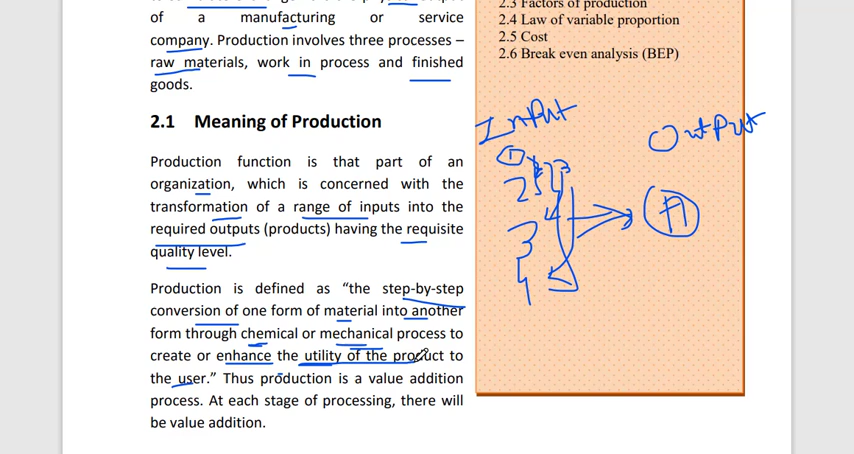 of a manufacturing or service
company. Production involves three processes –
raw materials, work in process and finished
goods.
2.1 Meaning of Production
Production function is that part of an
organization, which is concerned with the
transformation of a range of inputs into the
required outputs (products) having the requisite
quality level.
Production is defined as “the step-by-step
conversion of one form of material into another
form through chemical or mechanical process to
create or enhance the utility of the product to
the user.” Thus production is a value addition
process. At each stage of processing, there will
be value addition.
2.3 Factors of production
2.4 Law of variable proportion
2.5 Cost
2.6 Break even analysis (BEP)
Input
Output
1
2
3
4
A